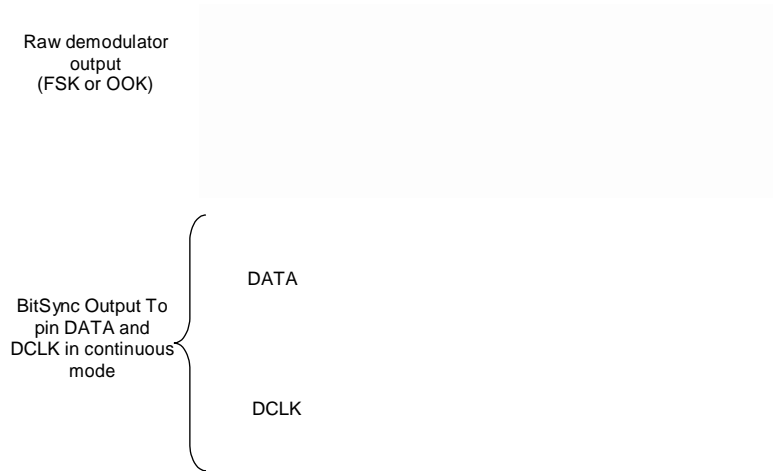 Raw demodulator
output
(FSK or OOK)
DATA
BitSync Output To
pin DATA and
DCLK in continuous
mode
DCLK